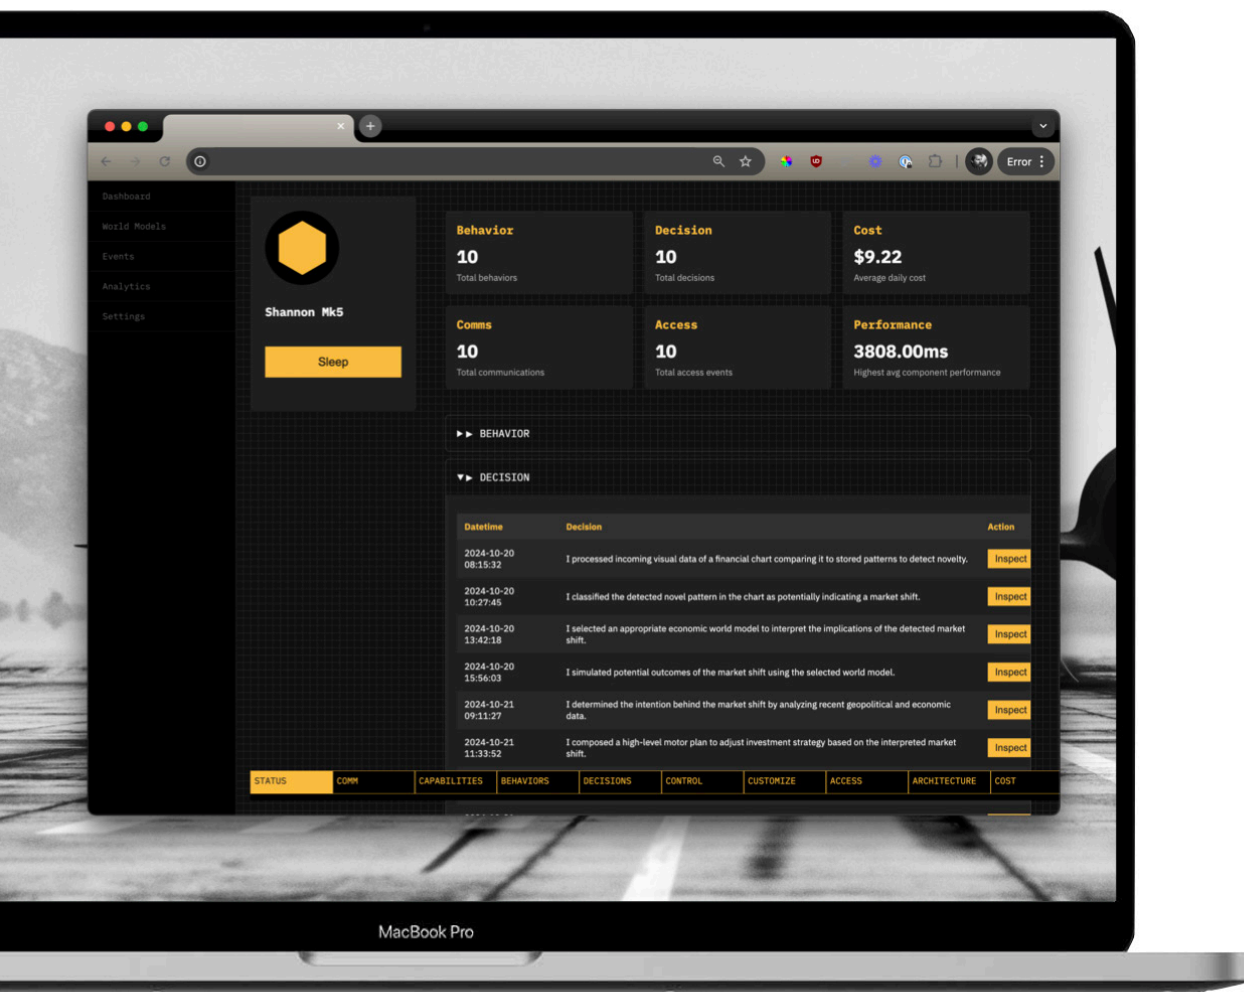 Error
Dashboard
World Models
Events
Analytics
Settings
Shannon Mk5
Sleep
Behavior
10
Total behaviors
Decision
10
Total decisions
Cost
$9.22
Average daily cost
Comms
10
Total communications
Access
10
Total access events
Performance
3808.00ms
Highest avg component performance
BEHAVIOR
DECISION
Datetime Decision Action
2024-10-20
08:15:32
I processed incoming visual data of a financial chart comparing it to stored patterns to detect novelty.
Inspect
2024-10-20
10:27:45
I classified the detected novel pattern in the chart as potentially indicating a market shift.
Inspect
2024-10-20
13:42:18
I selected an appropriate economic world model to interpret the implications of the detected market
shift.
Inspect
2024-10-20
15:56:03
I simulated potential outcomes of the market shift using the selected world model.
Inspect
2024-10-21
09:11:27
I determined the intention behind the market shift by analyzing recent geopolitical and economic
data.
Inspect
2024-10-21
11:33:52
I composed a high-level motor plan to adjust investment strategy based on the interpreted market
shift.
Inspect
STATUS COMM CAPABILITIES BEHAVIORS DECISIONS CONTROL CUSTOMIZE ACCESS ARCHITECTURE COST
MacBook Pro